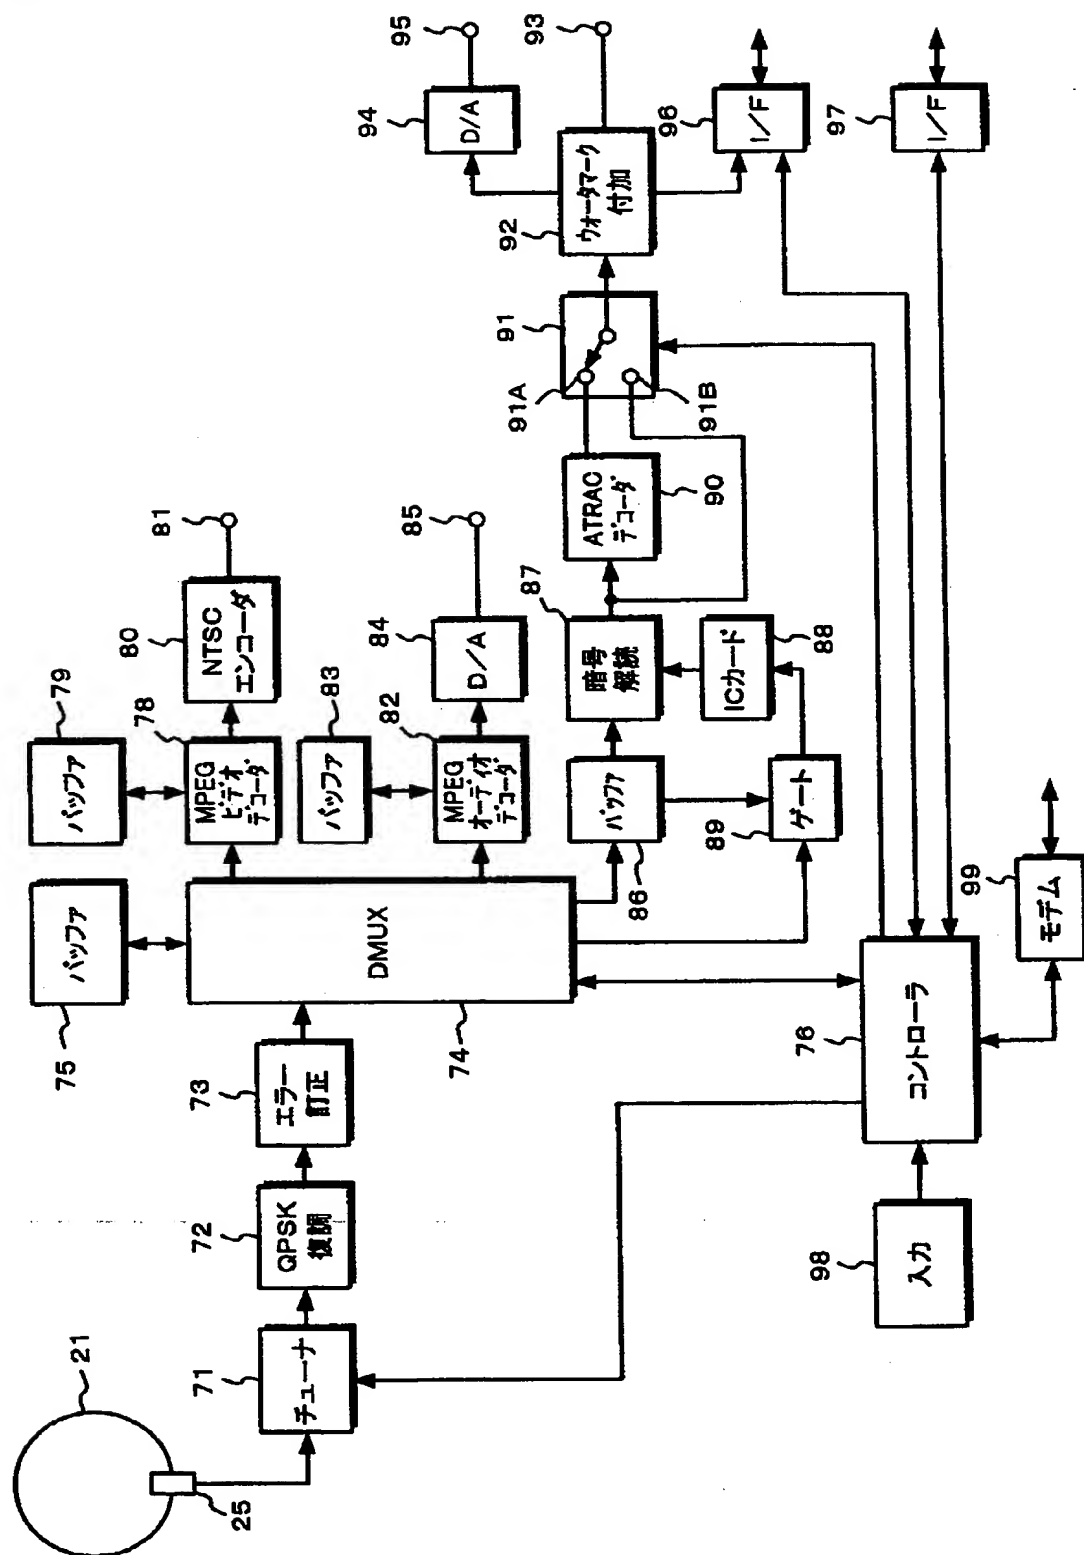 21
25
71
チューナ
72
QPSK
復調
73
エラー
訂正
75
バッファ
74
DMUX
79
バッファ
78
MPEG
ビデオ
デコーダ
80
NTSC
エンコーダ
81
83
バッファ
82
MPEG
オーディオ
デコーダ
84
D/A
85
86
バッファ
87
暗号
解読
88
ICカード
89
ゲート
90
ATRAC
デコーダ
91
91A
91B
92
ウォータマーク
付加
93
94
D/A
95
96
I/F
97
I/F
98
入力
76
コントローラ
99
モデム